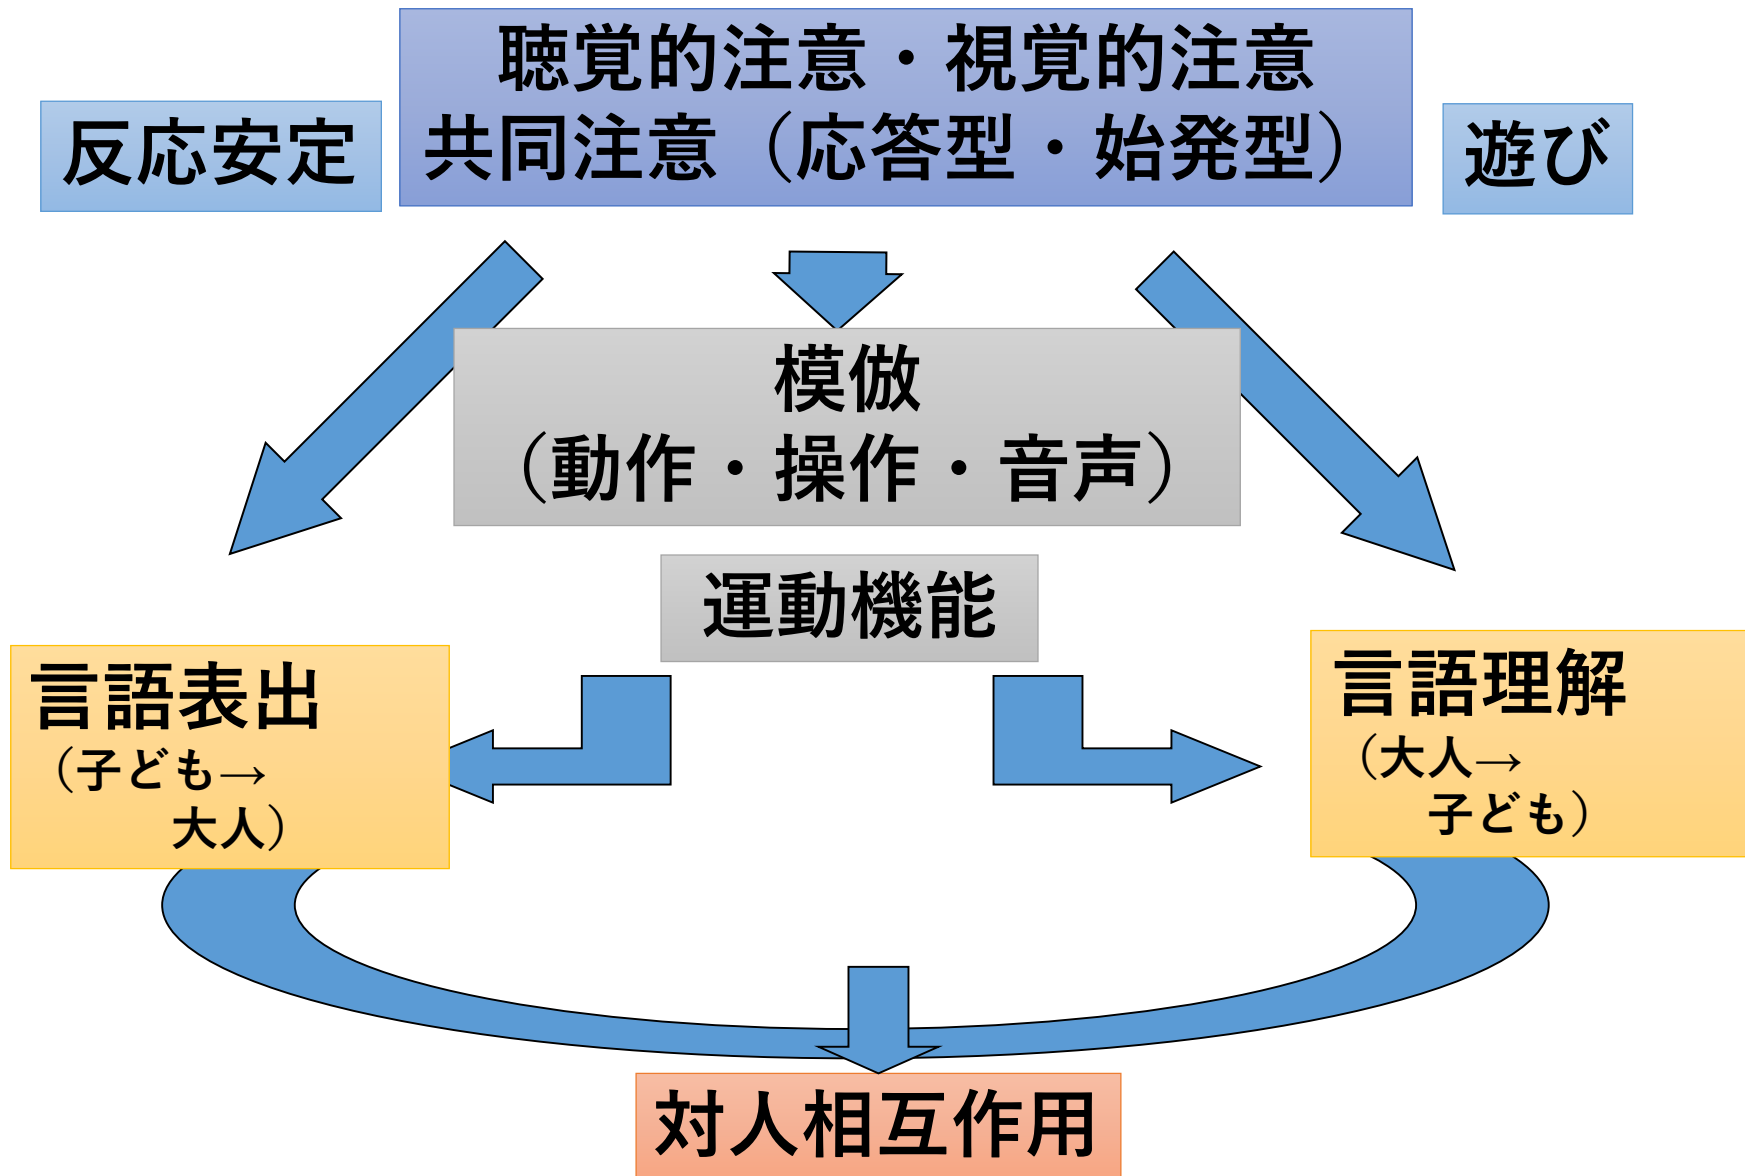 聴覚的注意・視覚的注意
共同注意（応答型・始発型）
反応安定
遊び
模倣
（動作・操作・音声）
運動機能
言語表出
（子ども→
大人）
言語理解
（大人→
子ども）
対人相互作用